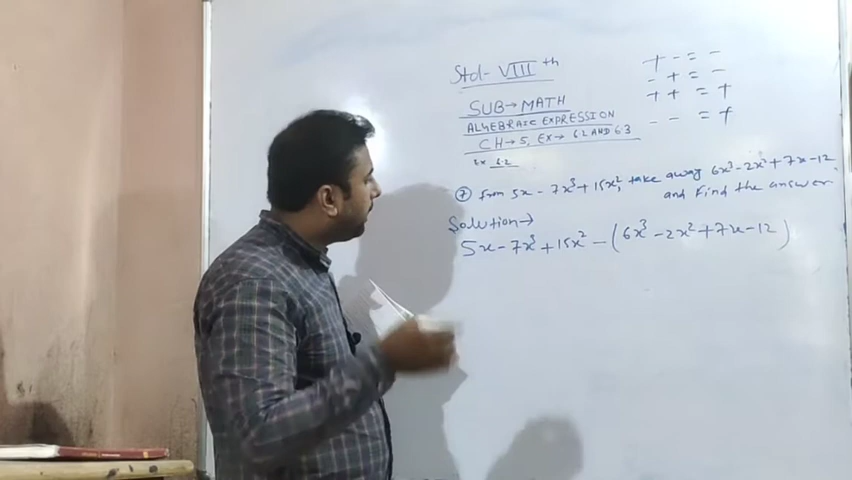 Std- VIII th
SUB→ MATH
ALGEBRAIC EXPRESSION
CH→ 5, EX→ 6.2 AND 6.3
Ex 6.2
+ - = -
- + = -
+ + = +
- - = +
⑦ from 5x - 7x³ + 15x², take away 6x³ - 2x² + 7x - 12
and Find the answer
Solution→
5x - 7x³ + 15x² - (6x³ - 2x² + 7x - 12)